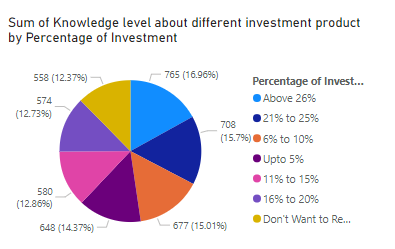 Sum of Knowledge level about different investment product
by Percentage of Investment
558 (12.37%)
765 (16.96%)
574
(12.73%)
708
(15.7%)
580
(12.86%)
648 (14.37%)
677 (15.01%)
Percentage of Invest...
Above 26%
21% to 25%
6% to 10%
Upto 5%
11% to 15%
16% to 20%
Don't Want to Re...